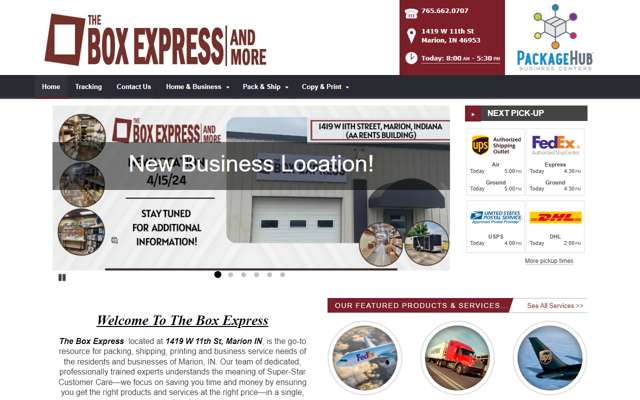 THE
BOX EXPRESS AND
MORE
765.662.0707
1419 W 11th St
Marion, IN 46953
Today: 8:00 AM - 5:30 PM
PACKAGEHUB
BUSINESS CENTERS
Home Tracking Contact Us Home & Business Pack & Ship Copy & Print
THE
BOX EXPRESS AND
MORE
4/15/24
STAY TUNED
FOR ADDITIONAL
INFORMATION!
1419 W 11TH STREET, MARION, INDIANA
(AA RENTS BUILDING)
New Business Location!
NEXT PICK-UP
ups Authorized
Shipping
Outlet
Air
Today 5:00 PM
Ground
Today 5:00 PM
FedEx
Authorized ShipCenter
Express
Today 4:30 PM
Ground
Today 4:30 PM
UNITED STATES
POSTAL SERVICE
Approved Postal Provider
USPS
Today 4:00 PM
DHL
DHL
Today 2:00 PM
More pickup times
Welcome To The Box Express
The Box Express located at 1419 W 11th St, Marion IN, is the go-to
resource for packing, shipping, printing and business service needs of
the residents and businesses of Marion, IN. Our team of dedicated,
professionally trained experts understands the meaning of Super-Star
Customer Care—we focus on saving you time and money by ensuring
you get the right products and services at the right price—in a single,
OUR FEATURED PRODUCTS & SERVICES...
See All Services >>
FedEx